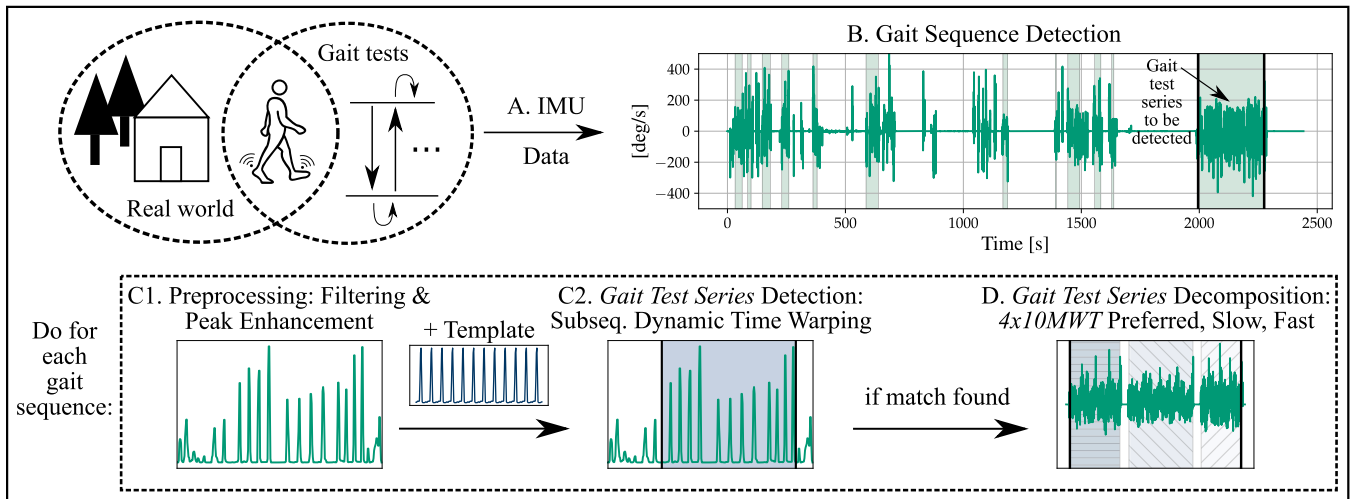 Gait tests
Real world
...
A. IMU
Data
B. Gait Sequence Detection
[deg/s]
400
200
0
−200
−400
Gait
test
series
to be
detected
0
500
1000
1500
2000
2500
Time [s]
Do for
each
gait
sequence:
C1. Preprocessing: Filtering &
Peak Enhancement
+ Template
C2. Gait Test Series Detection:
Subseq. Dynamic Time Warping
if match found
D. Gait Test Series Decomposition:
4x10MWT Preferred, Slow, Fast